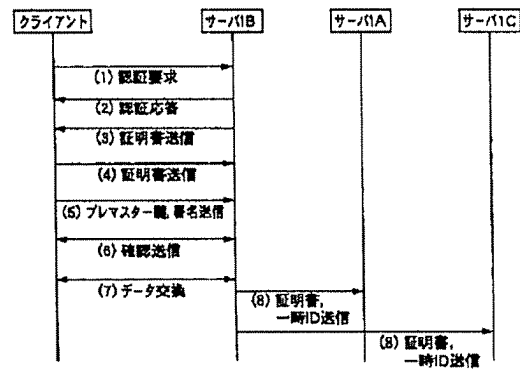 クライアント
サーバ1B
サーバ1A
サーバ1C
(1) 認証要求
(2) 認証応答
(3) 証明書送信
(4) 証明書送信
(5) プレマスター鍵, 署名送信
(6) 確認送信
(7) データ交換
(8) 証明書,
一時ID送信
(8) 証明書,
一時ID送信